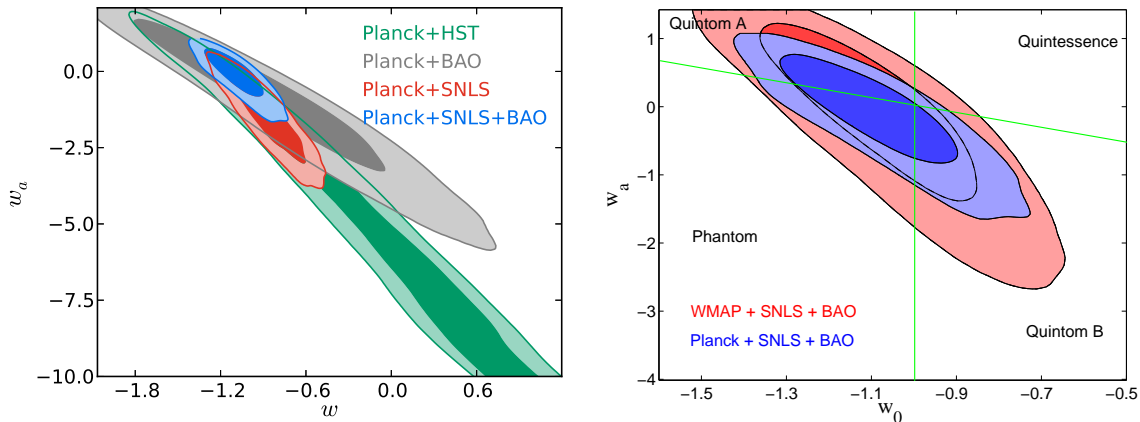 Planck+HST
Planck+BAO
Planck+SNLS
Planck+SNLS+BAO
0.0
−2.5
−5.0
−7.5
−10.0
w_a
−1.8
−1.2
−0.6
0.0
0.6
w
Quintom A
Quintessence
Phantom
Quintom B
WMAP + SNLS + BAO
Planck + SNLS + BAO
1
0
−1
−2
−3
−4
w_a
−1.5
−1.3
−1.1
−0.9
−0.7
−0.5
w_0